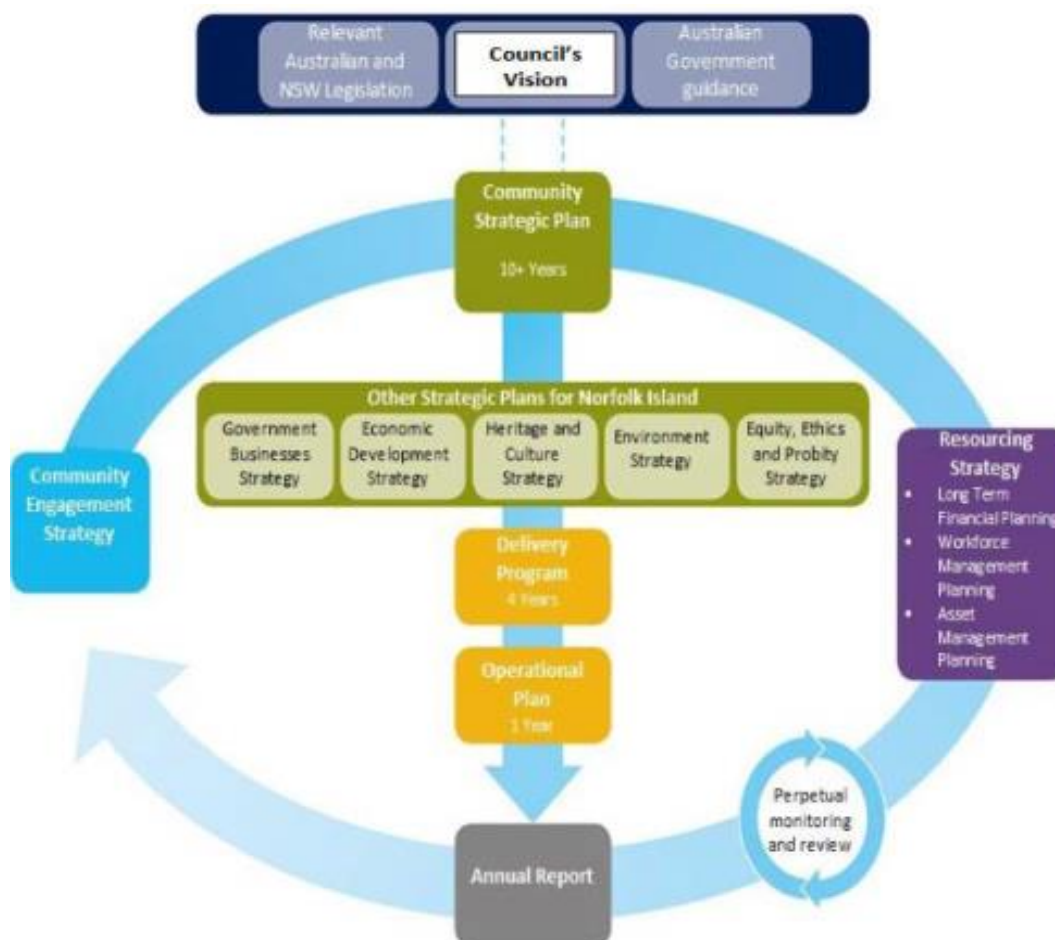 Relevant
Australian and
NSW Legislation
Council's
Vision
Australian
Government
guidance
Community
Strategic Plan
10+ Years
Other Strategic Plans for Norfolk Island
Government
Businesses
Strategy
Economic
Development
Strategy
Heritage and
Culture
Strategy
Environment
Strategy
Equity, Ethics
and Probity
Strategy
Community
Engagement
Strategy
Resourcing
Strategy
• Long Term
Financial Planning
• Workforce
Management
Planning
• Asset
Management
Planning
Delivery
Program
4 Years
Operational
Plan
1 Year
Perpetual
monitoring
and review
Annual Report